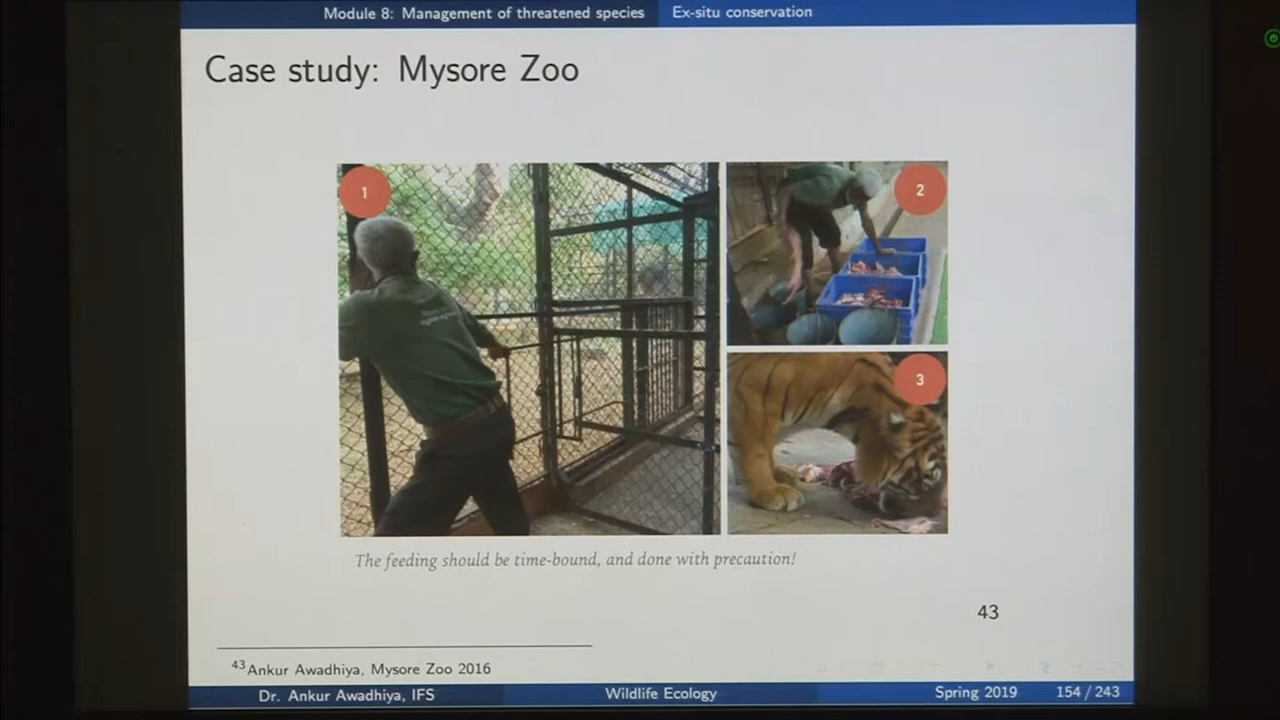 Module 8: Management of threatened species Ex-situ conservation
Case study: Mysore Zoo
1
2
3
The feeding should be time-bound, and done with precaution!
43
43 Ankur Awadhiya, Mysore Zoo 2016
Dr. Ankur Awadhiya, IFS Wildlife Ecology Spring 2019 154 / 243